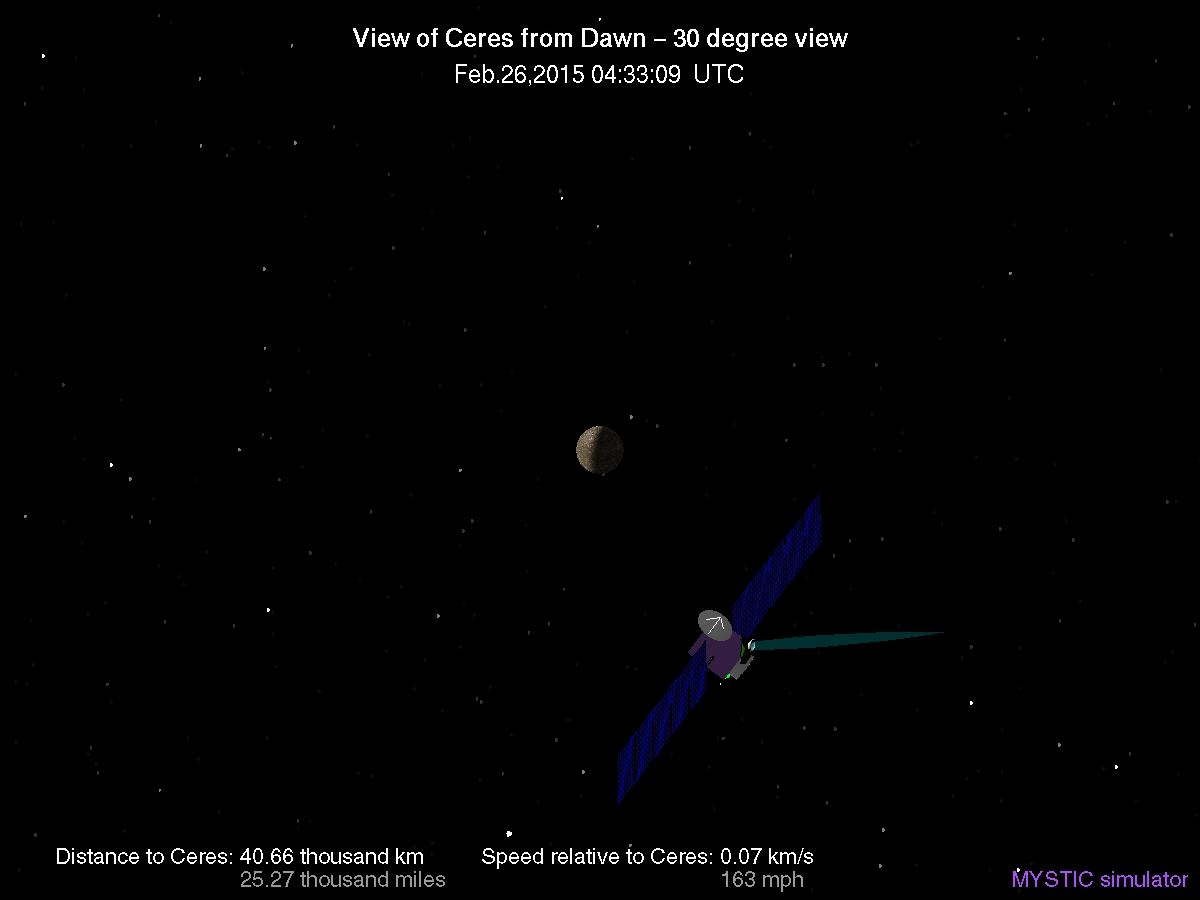 View of Ceres from Dawn – 30 degree view
Feb.26,2015 04:33:09 UTC
Distance to Ceres: 40.66 thousand km
25.27 thousand miles
Speed relative to Ceres: 0.07 km/s
163 mph
MYSTIC simulator